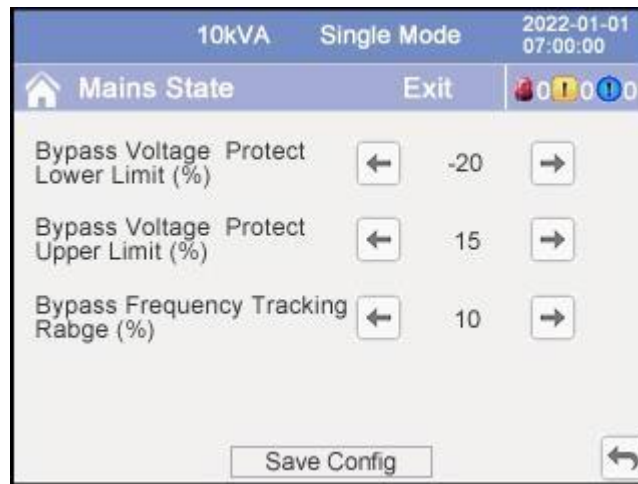 10kVA Single Mode 2022-01-01
07:00:00
Mains State Exit 0 0 0
Bypass Voltage Protect
Lower Limit (%) -20
Bypass Voltage Protect
Upper Limit (%) 15
Bypass Frequency Tracking
Rabge (%) 10
Save Config